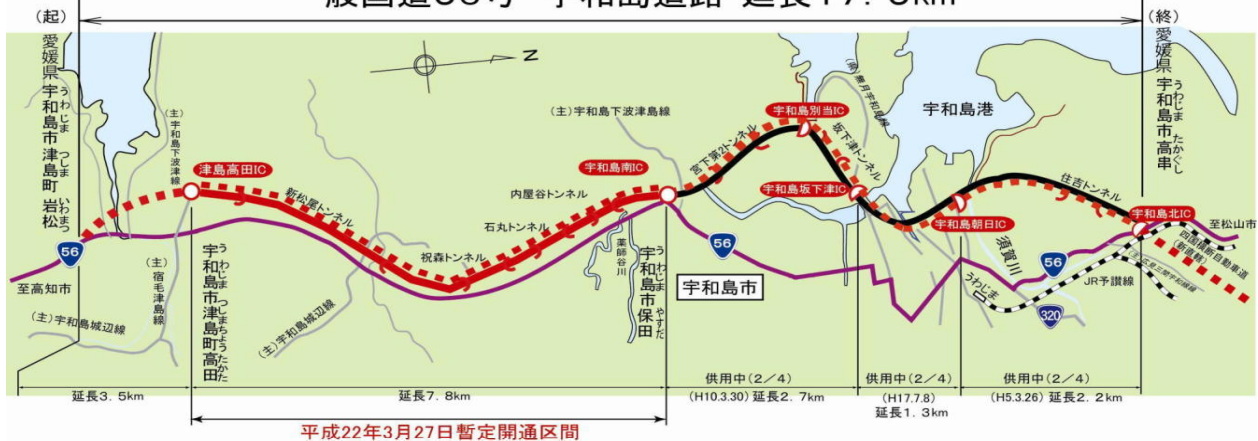 (起)
(終)
愛媛県 宇和島市津島町 岩松
うわじま つしま いわまつ
愛媛県 宇和島市高串
うわじま たかぐし
N
(主)宇和島下波津島線
(主)宇和島下波津線
宇和島港
宇和島別当IC
宮下第2トンネル
坂下津トンネル
宇和島坂下津IC
津島高田IC
新松尾トンネル
宇和島南IC
内屋谷トンネル
石丸トンネル
祝森トンネル
薬師谷川
住吉トンネル
宇和島朝日IC
宇和島北IC
至松山市
四国横断自動車道
(新直轄)
須賀川
うわじま
JR予讃線
56
56
56
320
至高知市
(主)宿毛津島線
(主)宇和島城辺線
(主)宇和島城辺線
宇和島市津島町高田
うわじま つしまちょうたかた
宇和島市保田
うわじま やすだ
宇和島市
延長3.5km
延長7.8km
供用中(2/4)
(H10.3.30) 延長2.7km
供用中(2/4)
(H17.7.8)
延長1.3km
供用中(2/4)
(H5.3.26) 延長2.2km
平成22年3月27日暫定開通区間